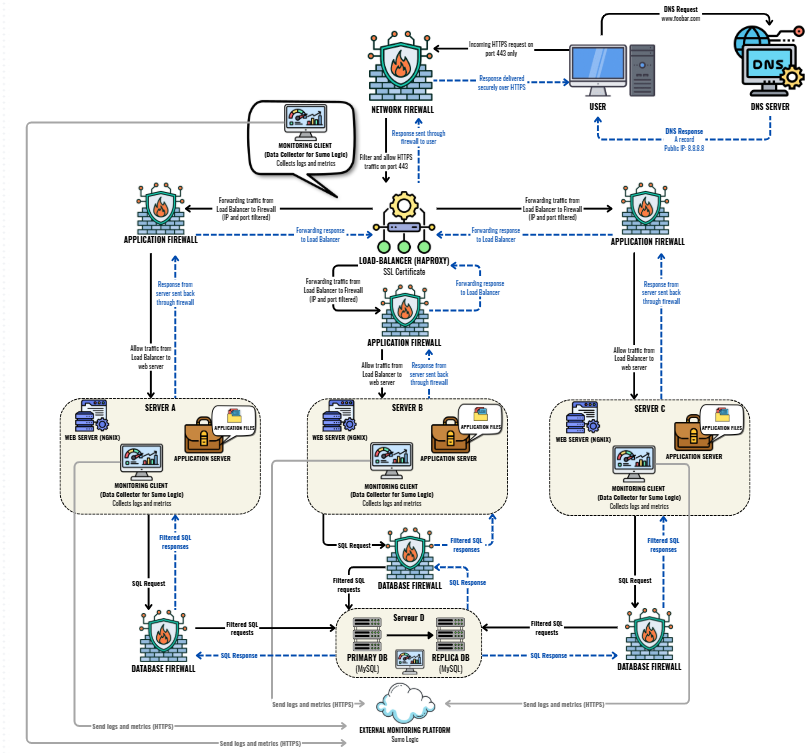 DNS Request
www.foobar.com
Incoming HTTPS request on
port 443 only
DNS
Response delivered
securely over HTTPS
NETWORK FIREWALL
USER
DNS SERVER
DNS Response
A record
Public IP: 8.8.8.8
Response sent through
firewall to user
MONITORING CLIENT
(Data Collector for Sumo Logic)
Collects logs and metrics
Filter and allow HTTPS
traffic on port 443
Forwarding traffic from
Load Balancer to Firewall
(IP and port filtered)
Forwarding traffic from
Load Balancer to Firewall
(IP and port filtered)
APPLICATION FIREWALL
Forwarding response
to Load Balancer
Forwarding response
to Load Balancer
APPLICATION FIREWALL
LOAD-BALANCER (HAPROXY)
SSL Certificate
Forwarding traffic from
Load Balancer to Firewall
(IP and port filtered)
Forwarding response
to Load Balancer
Response from
server sent back
through firewall
Response from
server sent back
through firewall
APPLICATION FIREWALL
Allow traffic from
Load Balancer to
web server
Allow traffic from
Load Balancer to
web server
Response from
server sent back
through firewall
Allow traffic from
Load Balancer to
web server
SERVER A
APPLICATION FILES
WEB SERVER (NGNIX)
APPLICATION SERVER
MONITORING CLIENT
(Data Collector for Sumo Logic)
Collects logs and metrics
SERVER B
APPLICATION FILES
WEB SERVER (NGNIX)
APPLICATION SERVER
MONITORING CLIENT
(Data Collector for Sumo Logic)
Collects logs and metrics
SERVER C
APPLICATION FILES
WEB SERVER (NGNIX)
APPLICATION SERVER
MONITORING CLIENT
(Data Collector for Sumo Logic)
Collects logs and metrics
Filtered SQL
responses
SQL Request
SQL Request
Filtered SQL
responses
Filtered SQL
responses
SQL Request
DATABASE FIREWALL
Filtered SQL
requests
SQL Response
Filtered SQL
requests
Serveur D
Filtered SQL
requests
PRIMARY DB
(MySQL)
REPLICA DB
(MySQL)
SQL Response
SQL Response
DATABASE FIREWALL
DATABASE FIREWALL
Send logs and metrics (HTTPS)
Send logs and metrics (HTTPS)
Send logs and metrics (HTTPS)
EXTERNAL MONITORING PLATFORM
Sumo Logic
Send logs and metrics (HTTPS)